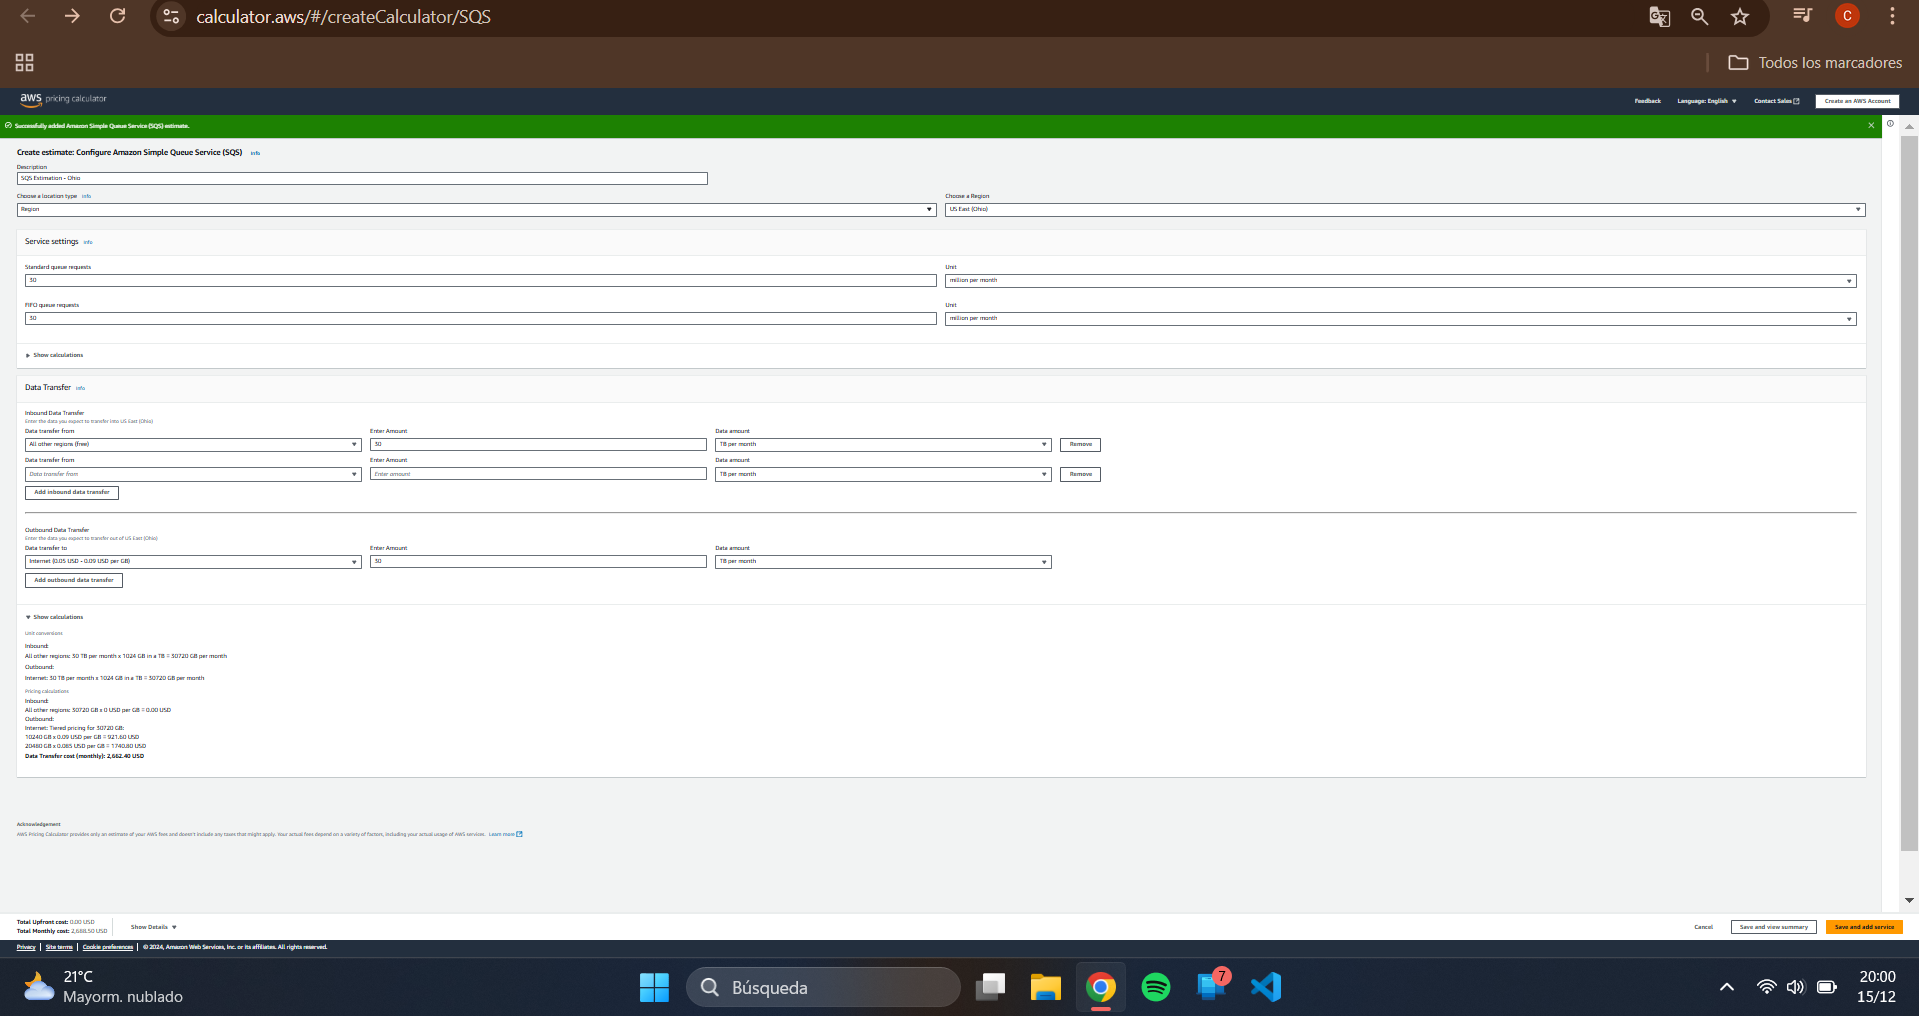 calculator.aws/#/createCalculator/SQS
C
Todos los marcadores
aws pricing calculator
Feedback Language: English Contact Sales Create an AWS Account
Successfully added Amazon Simple Queue Service (SQS) estimate.
Create estimate: Configure Amazon Simple Queue Service (SQS) Info
Description
SQS Estimation - Ohio
Choose a location type Info Choose a Region
Region US East (Ohio)
Service settings Info
Standard queue requests Unit
30 million per month
FIFO queue requests Unit
30 million per month
Show calculations
Data Transfer Info
Inbound Data Transfer
Enter the data you expect to transfer into US East (Ohio)
Data transfer from Enter Amount Data amount
All other regions (free) 30 TB per month Remove
Data transfer from Enter Amount Data amount
Data transfer from Enter amount TB per month Remove
Add inbound data transfer
Outbound Data Transfer
Enter the data you expect to transfer out of US East (Ohio)
Data transfer to Enter Amount Data amount
Internet (0.05 USD - 0.09 USD per GB) 30 TB per month
Add outbound data transfer
Show calculations
Unit conversions
Inbound:
All other regions: 30 TB per month x 1024 GB in a TB = 30720 GB per month
Outbound:
Internet: 30 TB per month x 1024 GB in a TB = 30720 GB per month
Pricing calculations
Inbound:
All other regions: 30720 GB x 0 USD per GB = 0.00 USD
Outbound:
Internet: Tiered pricing for 30720 GB:
10240 GB x 0.09 USD per GB = 921.60 USD
20480 GB x 0.085 USD per GB = 1740.80 USD
Data Transfer cost (monthly): 2,662.40 USD
Acknowledgement
AWS Pricing Calculator provides only an estimate of your AWS fees and doesn't include any taxes that might apply. Your actual fees depend on a variety of factors, including your actual usage of AWS services. Learn more
Total Upfront cost: 0.00 USD
Total Monthly cost: 2,688.50 USD Show Details Cancel Save and view summary Save and add service
Privacy | Site terms | Cookie preferences | © 2024, Amazon Web Services, Inc. or its affiliates. All rights reserved.
21°C
Mayorm. nublado
Búsqueda
7
20:00
15/12